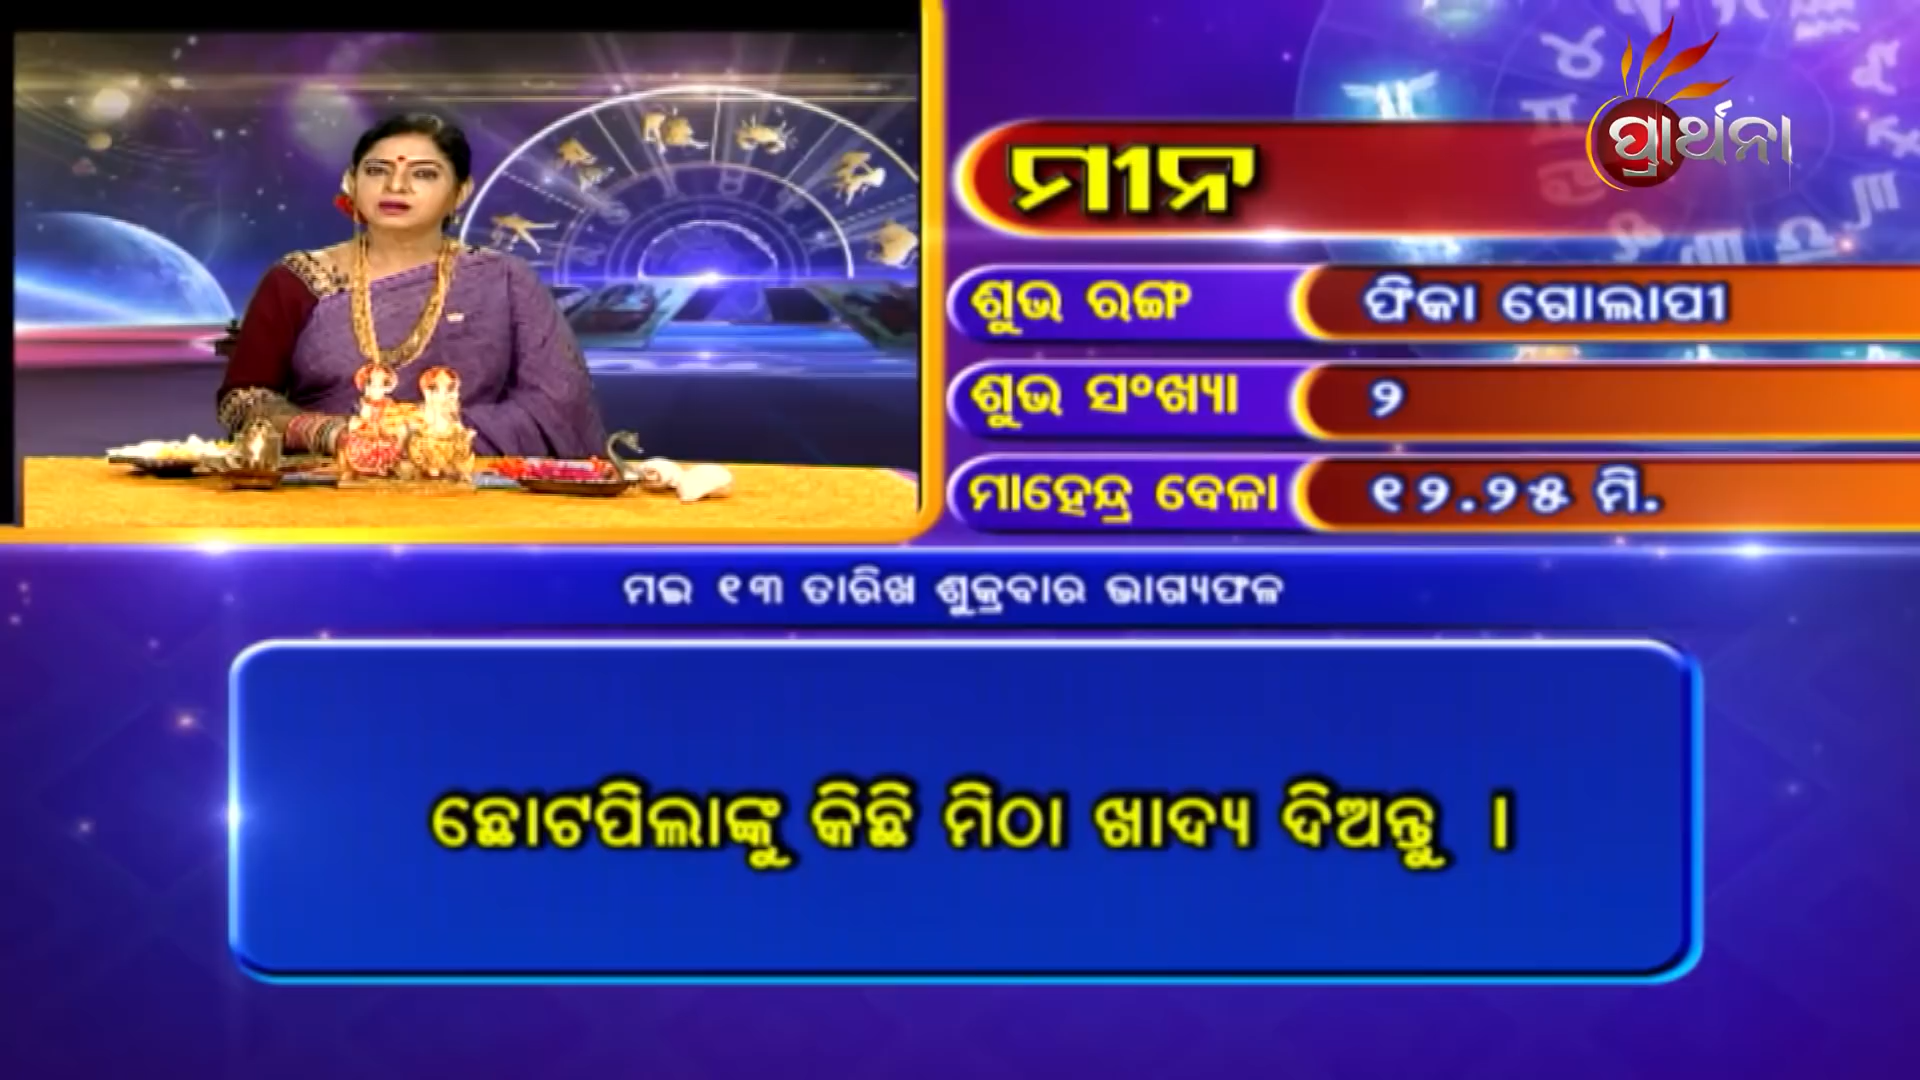 ପ୍ରାର୍ଥନା
ମୀନ
ଶୁଭ ରଙ୍ଗ ଫିକା ଗୋଲାପୀ
ଶୁଭ ସଂଖ୍ୟା ୨
ମାହେନ୍ଦ୍ର ବେଳା ୧୨.୨୫ ମି.
ମଇ ୧୩ ତାରିଖ ଶୁକ୍ରବାର ଭାଗ୍ୟଫଳ
ଛୋଟପିଲାଙ୍କୁ କିଛି ମିଠା ଖାଦ୍ୟ ଦିଅନ୍ତୁ ।